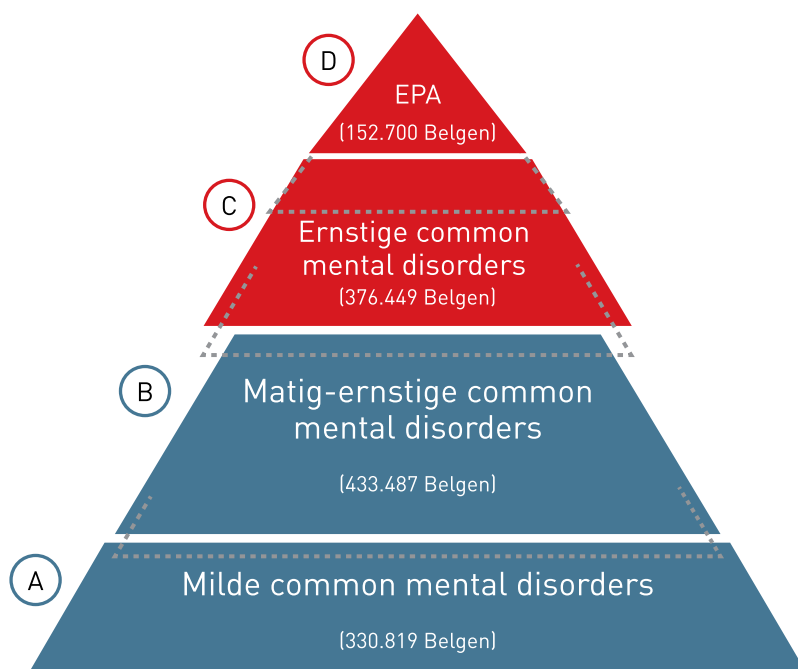 D
EPA
(152.700 Belgen)
C
Ernstige common
mental disorders
(376.449 Belgen)
B
Matig-ernstige common
mental disorders
(433.487 Belgen)
A
Milde common mental disorders
(330.819 Belgen)